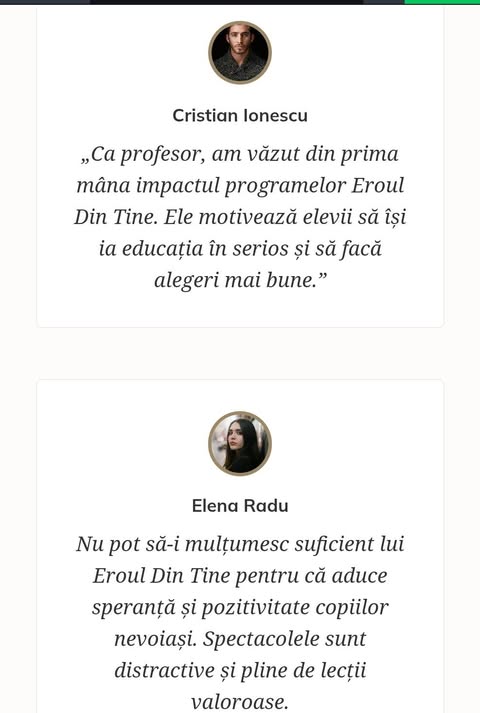 Cristian Ionescu
„Ca profesor, am văzut din prima
mâna impactul programelor Eroul
Din Tine. Ele motivează elevii să își
ia educația în serios și să facă
alegeri mai bune.”
Elena Radu
Nu pot să-i mulțumesc suficient lui
Eroul Din Tine pentru că aduce
speranță și pozitivitate copiilor
nevoiași. Spectacolele sunt
distractive și pline de lecții
valoroase.